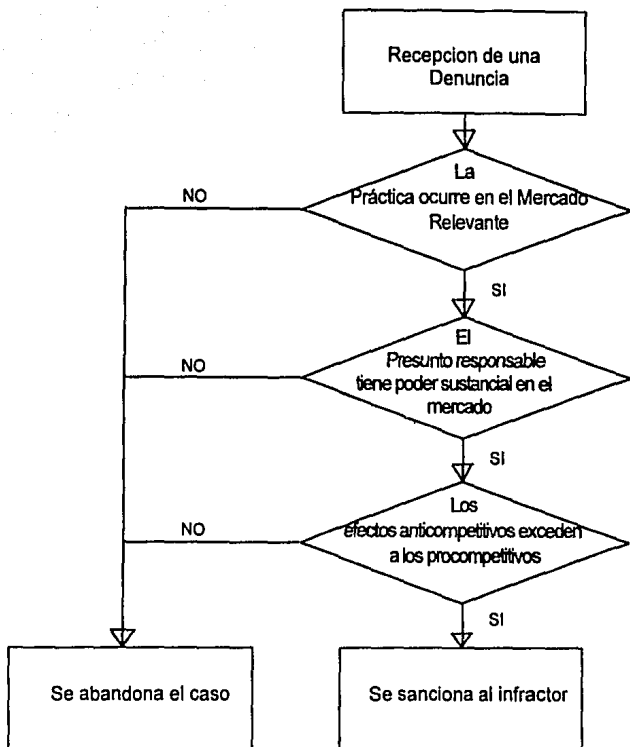 Recepcion de una
Denuncia
La
Práctica ocurre en el Mercado
Relevante
NO
SI
El
Presunto responsable
tiene poder sustancial en el
mercado
NO
SI
Los
efectos anticompetitivos exceden
a los procompetitivos
NO
SI
Se abandona el caso
Se sanciona al infractor